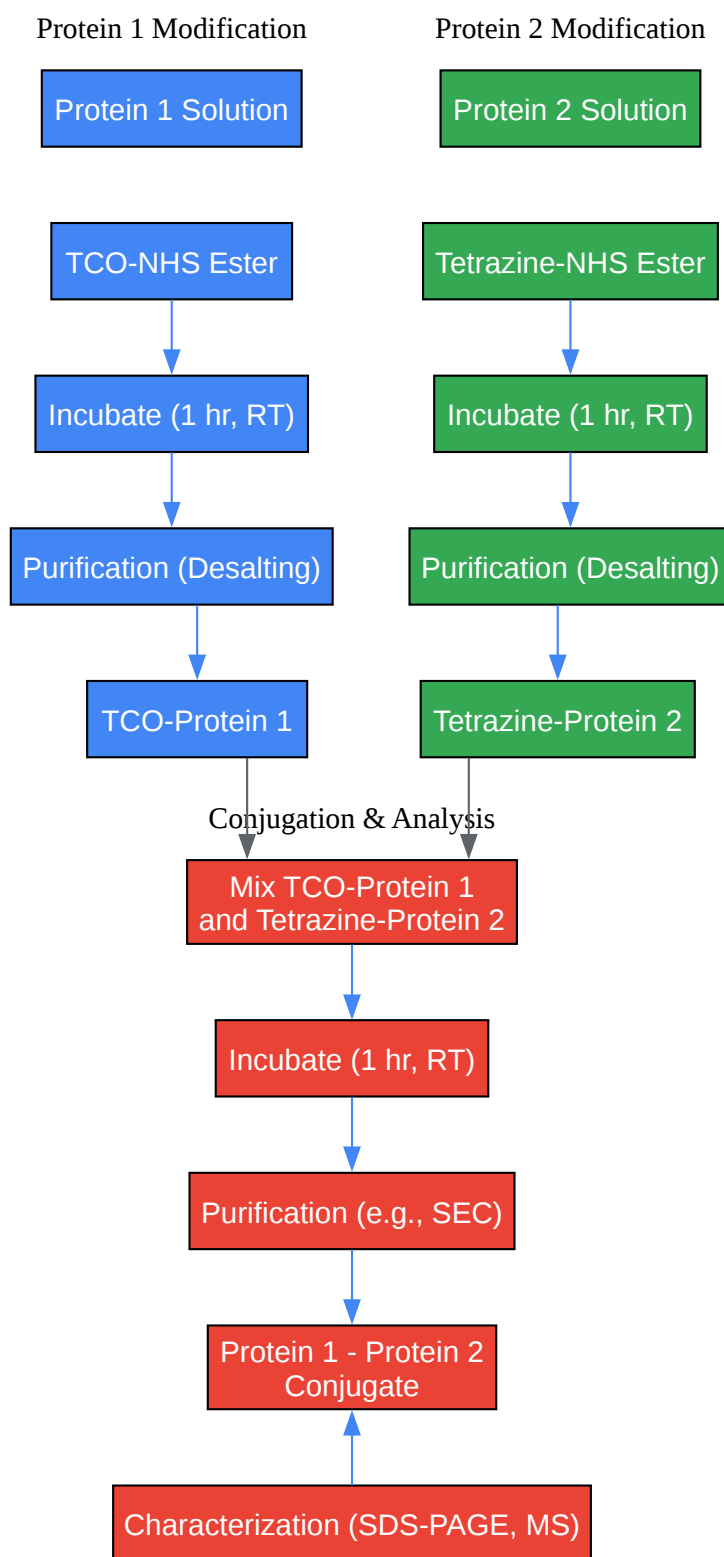 Protein 1 Modification
Protein 2 Modification
Protein 1 Solution
Protein 2 Solution
TCO-NHS Ester
Tetrazine-NHS Ester
Incubate (1 hr, RT)
Incubate (1 hr, RT)
Purification (Desalting)
Purification (Desalting)
TCO-Protein 1
Tetrazine-Protein 2
Conjugation & Analysis
Mix TCO-Protein 1
and Tetrazine-Protein 2
Incubate (1 hr, RT)
Purification (e.g., SEC)
Protein 1 - Protein 2
Conjugate
Characterization (SDS-PAGE, MS)